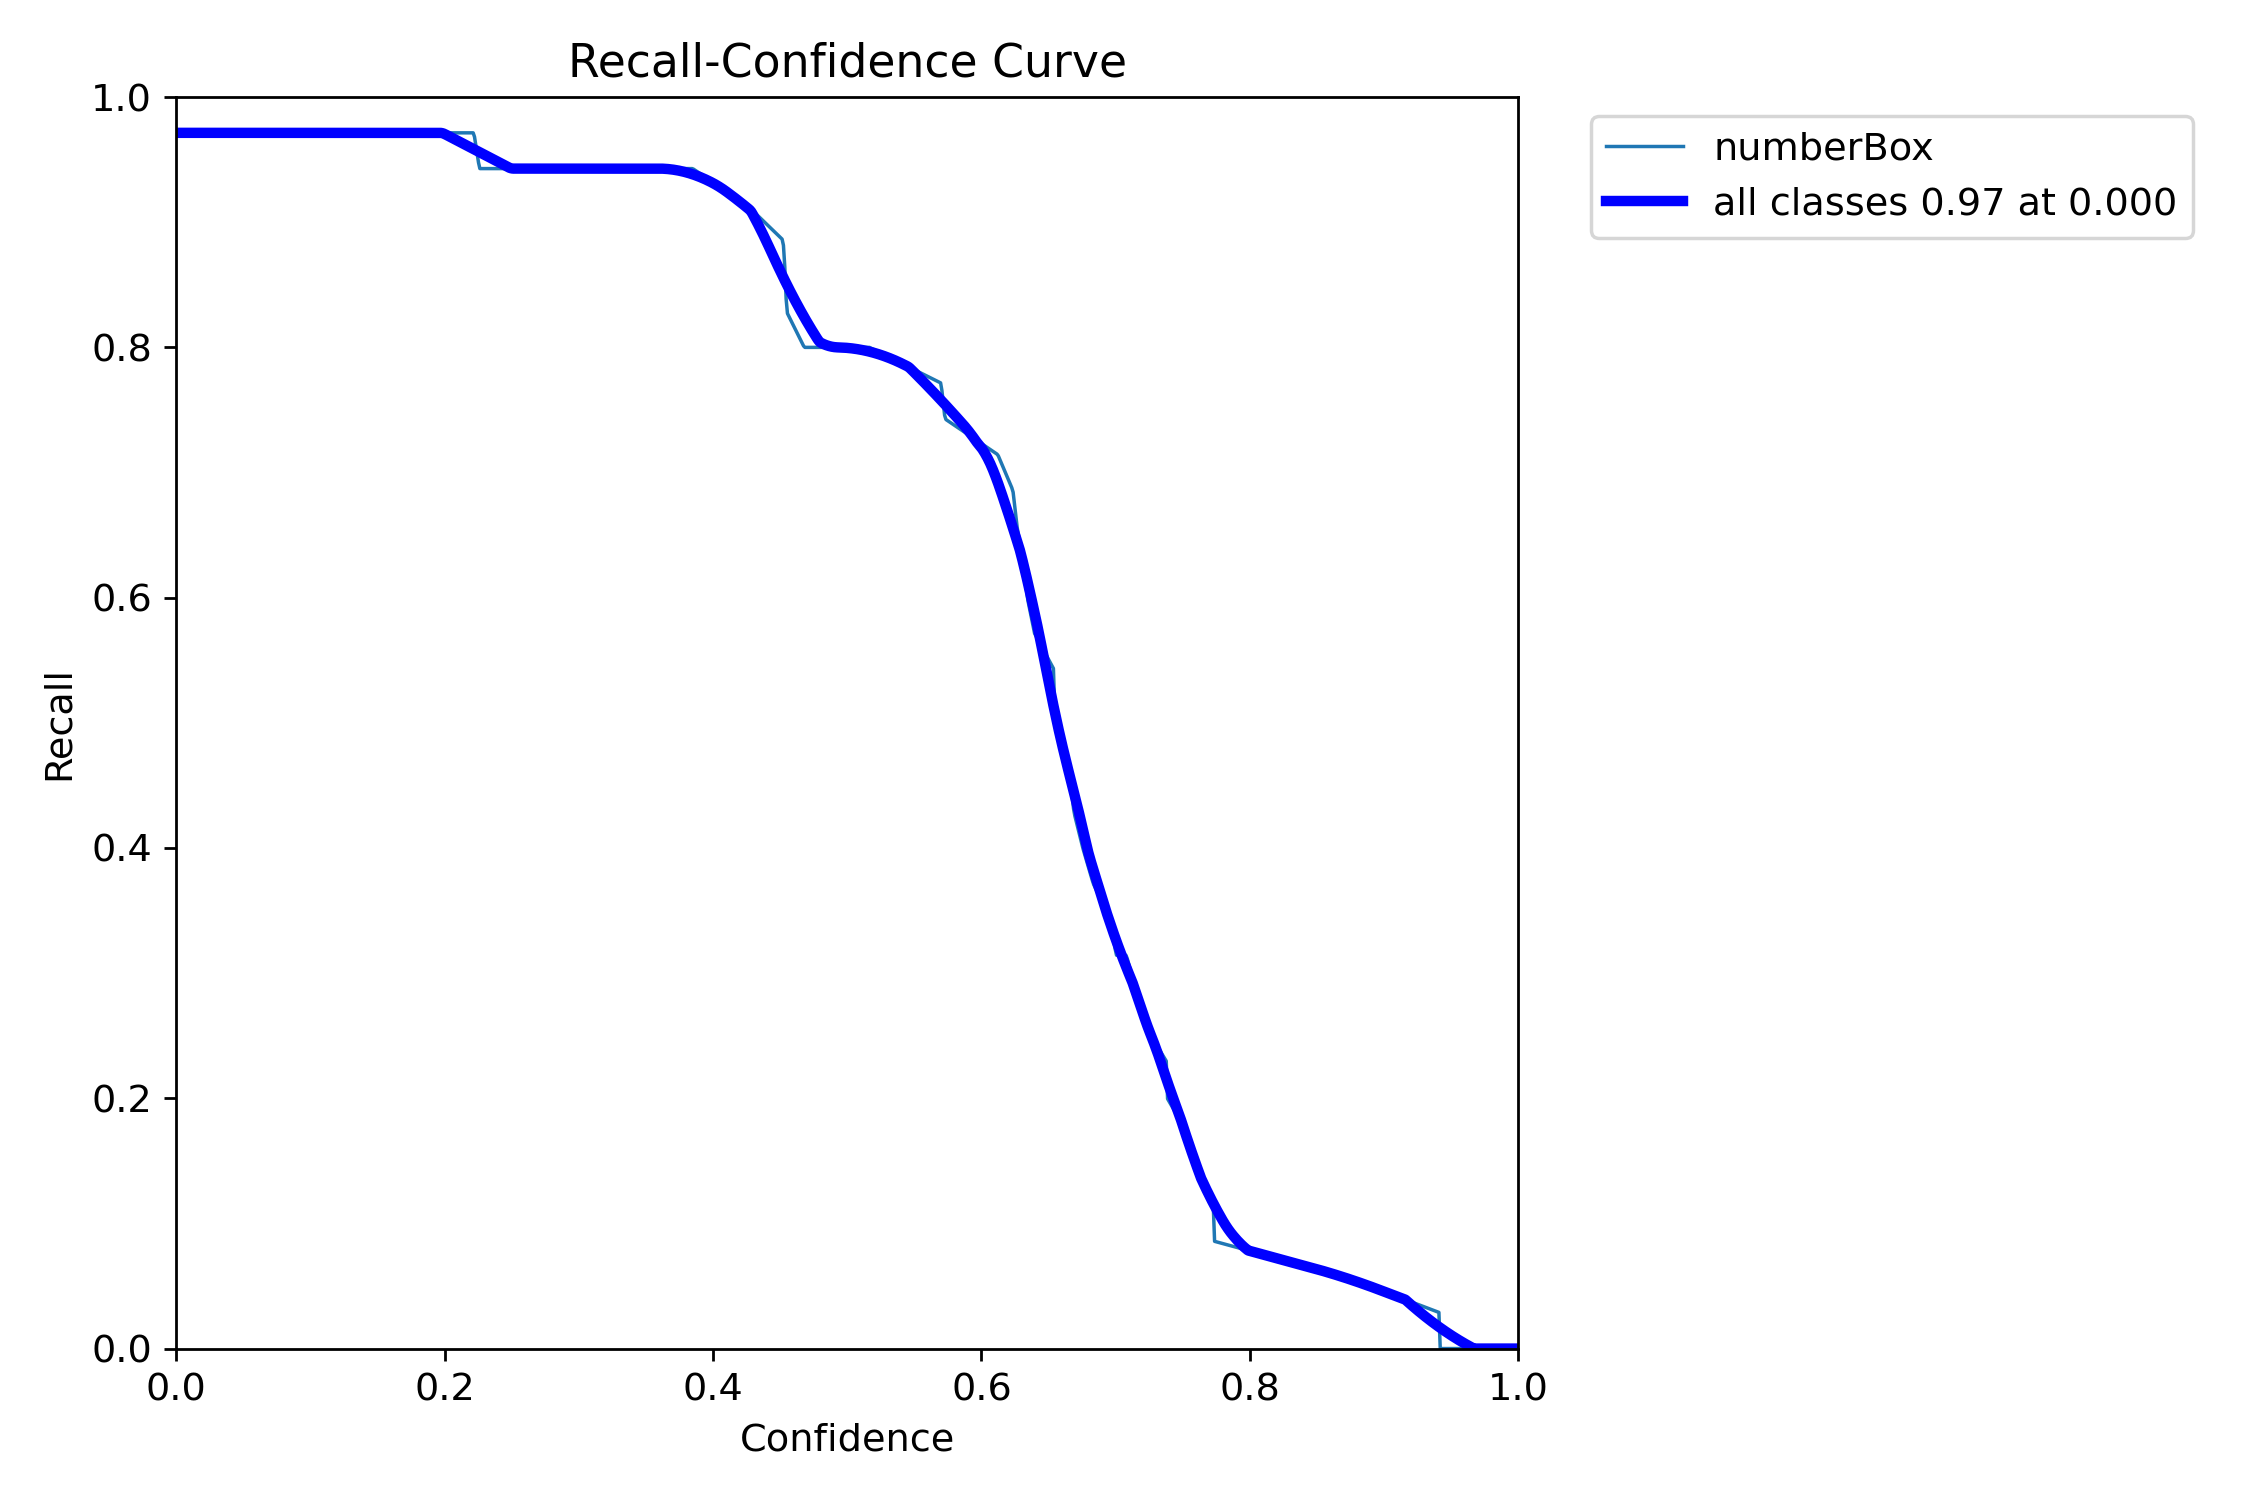 Recall-Confidence Curve
numberBox
all classes 0.97 at 0.000
1.0
0.8
0.6
0.4
0.2
0.0
Recall
0.0 0.2 0.4 0.6 0.8 1.0
Confidence